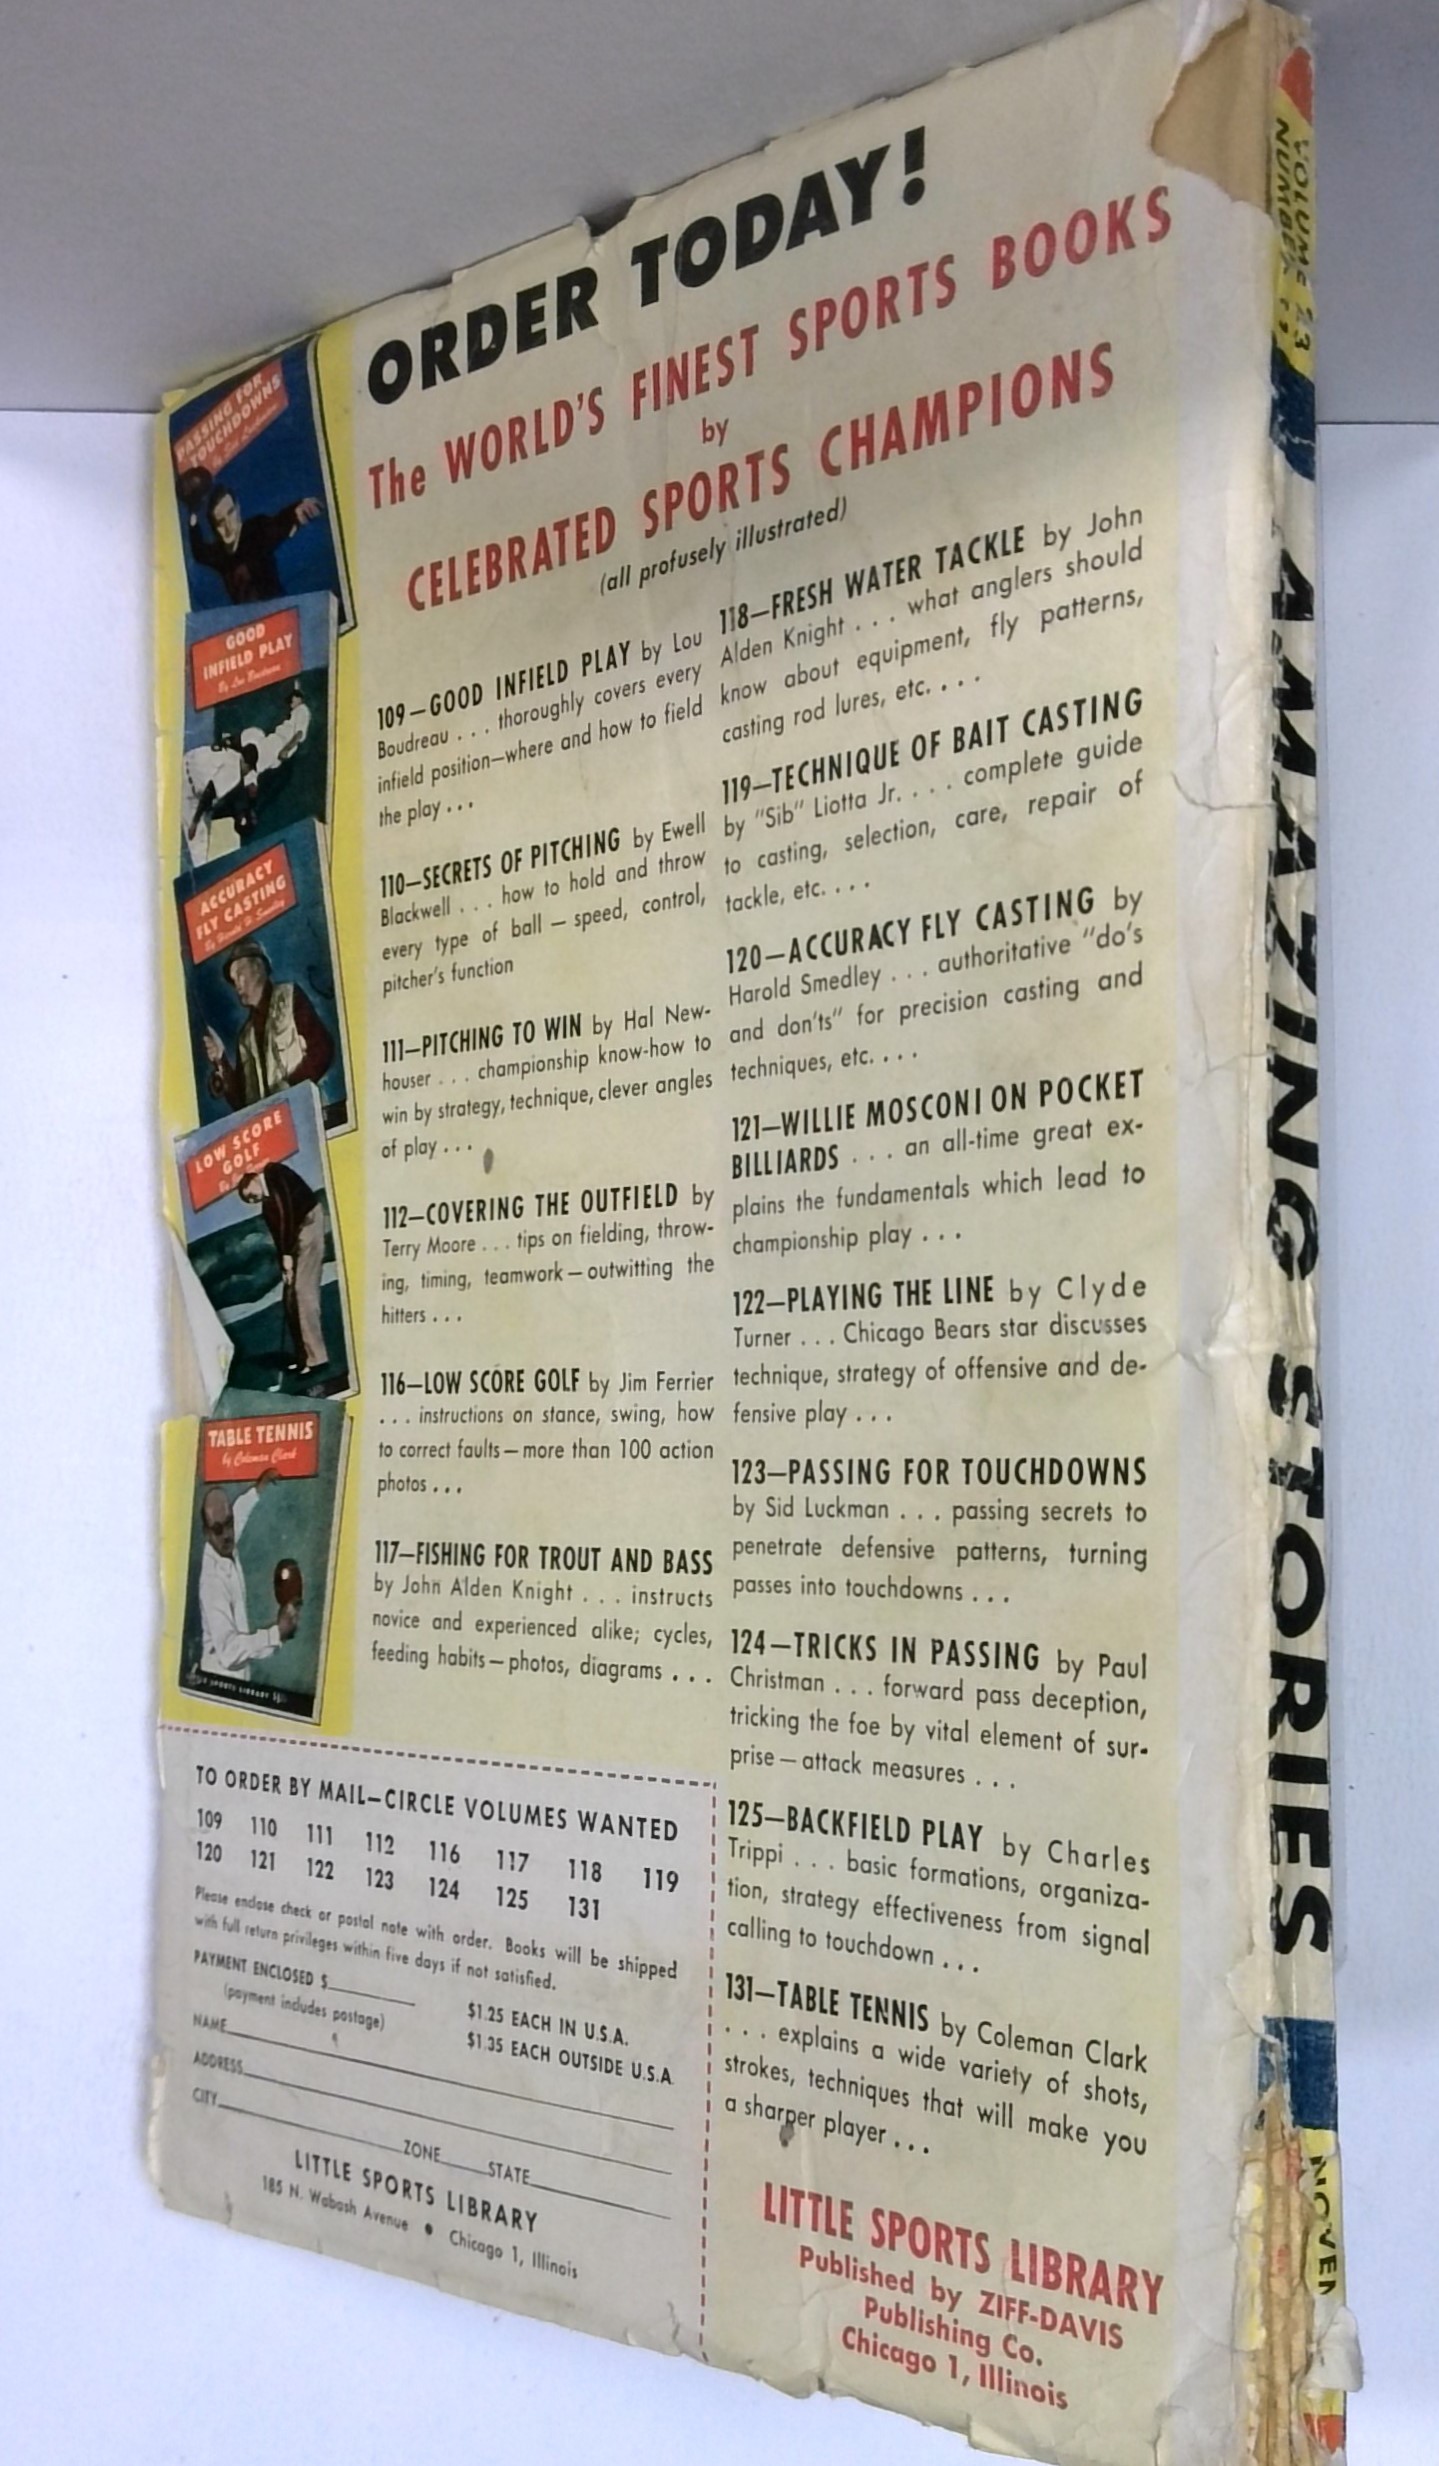 ORDER TODAY!
The WORLD'S FINEST SPORTS BOOKS
by
CELEBRATED SPORTS CHAMPIONS
(all profusely illustrated)
PASSING FOR
TOUCHDOWNS
GOOD
INFIELD PLAY
By Lou Boudreau
ACCURACY
FLY CASTING
LOW SCORE
GOLF
TABLE TENNIS
by Coleman Clark
SPORTS LIBRARY
109—GOOD INFIELD PLAY by Lou
Boudreau . . . thoroughly covers every
infield position—where and how to field
the play . . .
110—SECRETS OF PITCHING by Ewell
Blackwell . . . how to hold and throw
every type of ball — speed, control,
pitcher's function
111—PITCHING TO WIN by Hal New-
houser . . . championship know-how to
win by strategy, technique, clever angles
of play . . .
112—COVERING THE OUTFIELD by
Terry Moore . . . tips on fielding, throw-
ing, timing, teamwork — outwitting the
hitters . . .
116—LOW SCORE GOLF by Jim Ferrier
. . . instructions on stance, swing, how
to correct faults — more than 100 action
photos . . .
117—FISHING FOR TROUT AND BASS
by John Alden Knight . . . instructs
novice and experienced alike; cycles,
feeding habits — photos, diagrams . . .
118—FRESH WATER TACKLE by John
Alden Knight . . . what anglers should
know about equipment, fly patterns,
casting rod lures, etc. . . .
119—TECHNIQUE OF BAIT CASTING
by "Sib" Liotta Jr. . . . complete guide
to casting, selection, care, repair of
tackle, etc. . . .
120—ACCURACY FLY CASTING by
Harold Smedley . . . authoritative "do's
and don'ts" for precision casting and
techniques, etc. . . .
121—WILLIE MOSCONI ON POCKET
BILLIARDS . . . an all-time great ex-
plains the fundamentals which lead to
championship play . . .
122—PLAYING THE LINE by Clyde
Turner . . . Chicago Bears star discusses
technique, strategy of offensive and de-
fensive play . . .
123—PASSING FOR TOUCHDOWNS
by Sid Luckman . . . passing secrets to
penetrate defensive patterns, turning
passes into touchdowns . . .
124—TRICKS IN PASSING by Paul
Christman . . . forward pass deception,
tricking the foe by vital element of sur-
prise — attack measures . . .
125—BACKFIELD PLAY by Charles
Trippi . . . basic formations, organiza-
tion, strategy effectiveness from signal
calling to touchdown . . .
131—TABLE TENNIS by Coleman Clark
. . . explains a wide variety of shots,
strokes, techniques that will make you
a sharper player . . .
LITTLE SPORTS LIBRARY
Published by ZIFF-DAVIS
Publishing Co.
Chicago 1, Illinois
TO ORDER BY MAIL—CIRCLE VOLUMES WANTED
109 110 111 112 116 117 118 119
120 121 122 123 124 125 131
Please enclose check or postal note with order. Books will be shipped
with full return privileges within five days if not satisfied.
PAYMENT ENCLOSED $
(payment includes postage)
$1.25 EACH IN U.S.A.
$1.35 EACH OUTSIDE U.S.A.
NAME
ADDRESS
CITY ZONE STATE
LITTLE SPORTS LIBRARY
185 N. Wabash Avenue • Chicago 1, Illinois
VOLUME 23
NUMBER
AMAZING STORIES
NOVEM